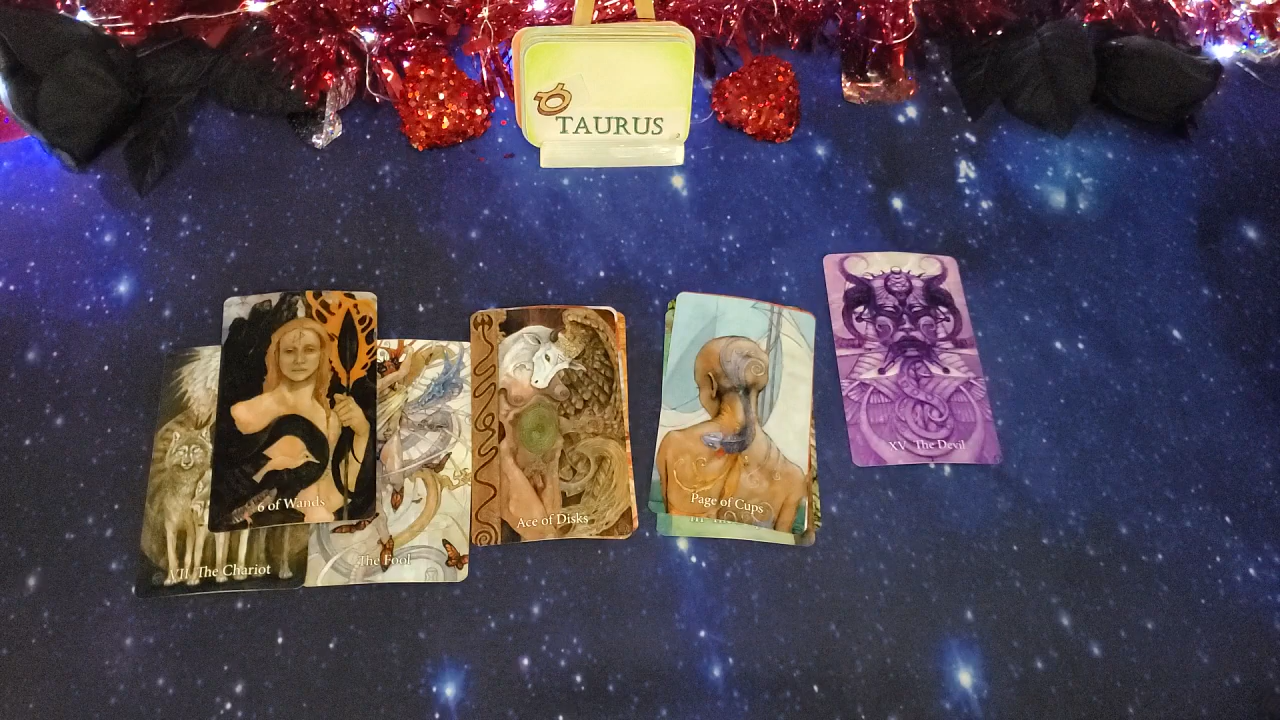 TAURUS
6 of Wands
VII The Chariot
The Fool
Ace of Disks
Page of Cups
XV The Devil